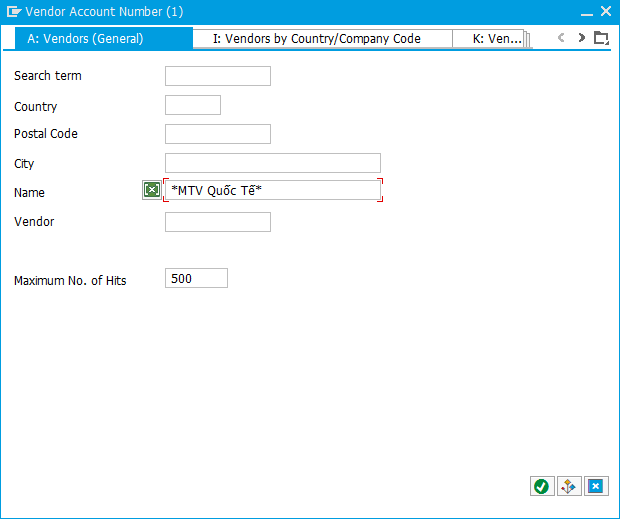 Vendor Account Number (1)
A: Vendors (General)
I: Vendors by Country/Company Code
K: Ven...
Search term
Country
Postal Code
City
Name *MTV Quốc Tế*
Vendor
Maximum No. of Hits 500